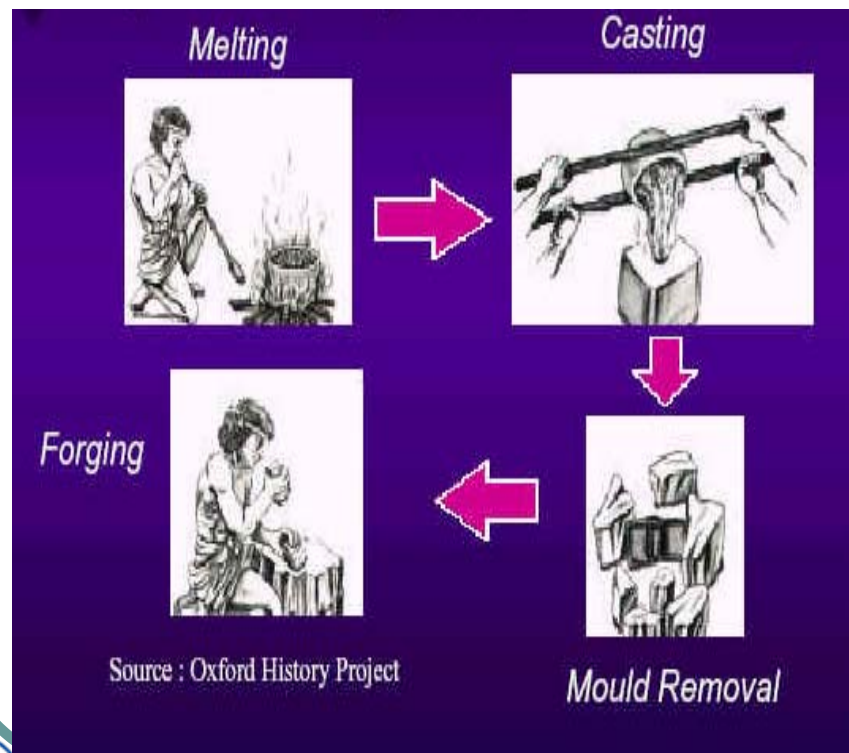 Melting
Casting
Forging
Mould Removal
Source : Oxford History Project